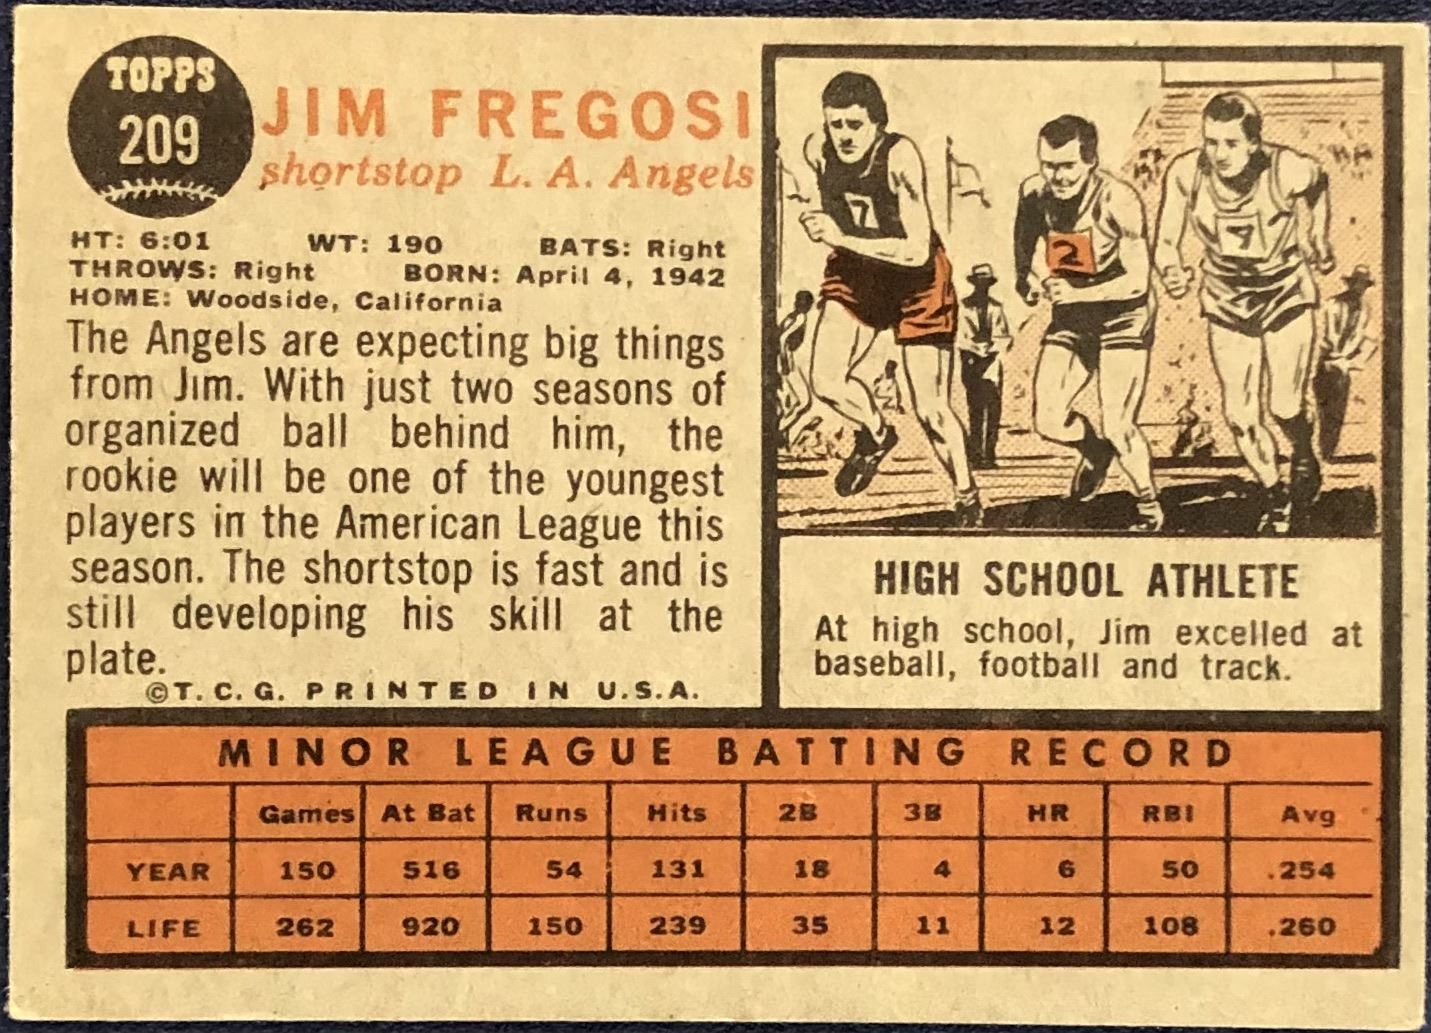 TOPPS
209
JIM FREGOSI
shortstop L. A. Angels
HT: 6:01 WT: 190 BATS: Right
THROWS: Right BORN: April 4, 1942
HOME: Woodside, California
The Angels are expecting big things
from Jim. With just two seasons of
organized ball behind him, the
rookie will be one of the youngest
players in the American League this
season. The shortstop is fast and is
still developing his skill at the
plate.
©T. C. G. PRINTED IN U.S.A.
7
2
7
HIGH SCHOOL ATHLETE
At high school, Jim excelled at
baseball, football and track.
MINOR LEAGUE BATTING RECORD
Games At Bat Runs Hits 2B 3B HR RBI Avg
YEAR 150 516 54 131 18 4 6 50 .254
LIFE 262 920 150 239 35 11 12 108 .260